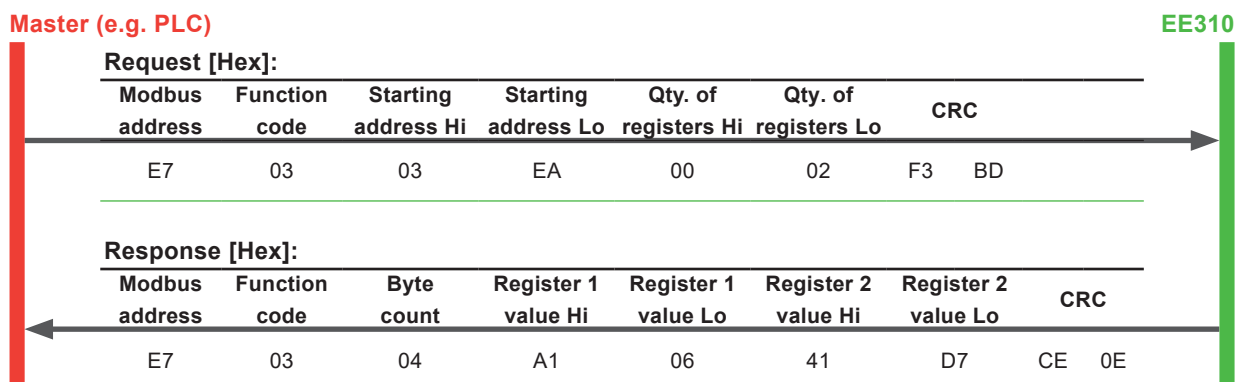 Master (e.g. PLC) EE310
Request [Hex]:
Modbus Function Starting Starting Qty. of Qty. of CRC
address code address Hi address Lo registers Hi registers Lo
E7 03 03 EA 00 02 F3 BD
Response [Hex]:
Modbus Function Byte Register 1 Register 1 Register 2 Register 2 CRC
address code count value Hi value Lo value Hi value Lo
E7 03 04 A1 06 41 D7 CE 0E